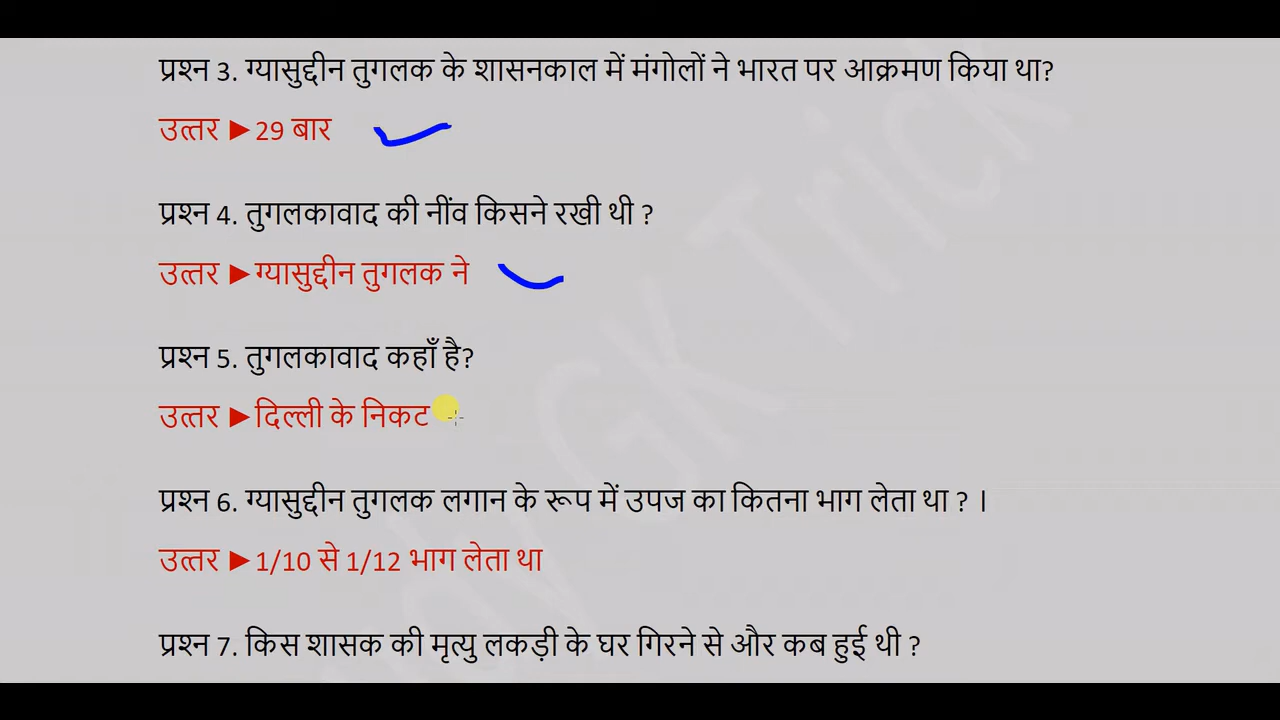 प्रश्न 3. ग्यासुद्दीन तुगलक के शासनकाल में मंगोलों ने भारत पर आक्रमण किया था?
उत्तर ►29 बार
प्रश्न 4. तुगलकावाद की नींव किसने रखी थी ?
उत्तर ►ग्यासुद्दीन तुगलक ने
प्रश्न 5. तुगलकावाद कहाँ है?
उत्तर ►दिल्ली के निकट
प्रश्न 6. ग्यासुद्दीन तुगलक लगान के रूप में उपज का कितना भाग लेता था ? ।
उत्तर ►1/10 से 1/12 भाग लेता था
प्रश्न 7. किस शासक की मृत्यु लकड़ी के घर गिरने से और कब हुई थी ?
GK Trick